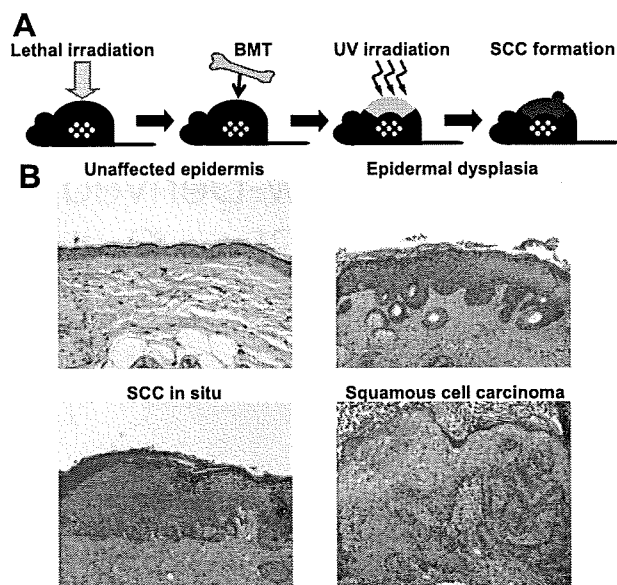 A
Lethal irradiation
BMT
UV irradiation
SCC formation
B
Unaffected epidermis
Epidermal dysplasia
SCC in situ
Squamous cell carcinoma